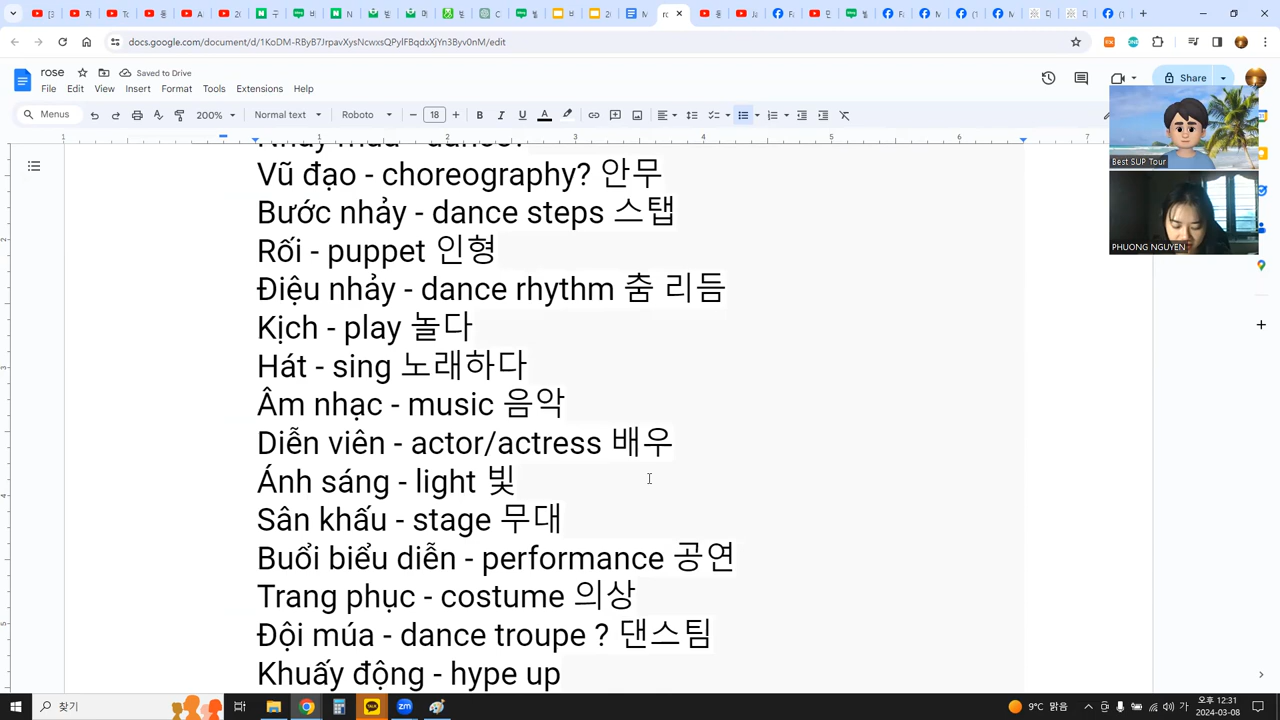 docs.google.com/document/d/1KoDM-RByB7JrpavXysNcwxsQPylFBqdxXjYn3Byv0nM/edit
rose
Saved to Drive
File Edit View Insert Format Tools Extensions Help
Share
Menus
200%
Normal text
Roboto
18
Best SUP Tour
PHUONG NGUYEN
Vũ đạo - choreography? 안무
Bước nhảy - dance steps 스탭
Rối - puppet 인형
Điệu nhảy - dance rhythm 춤 리듬
Kịch - play 놀다
Hát - sing 노래하다
Âm nhạc - music 음악
Diễn viên - actor/actress 배우
Ánh sáng - light 빛
Sân khấu - stage 무대
Buổi biểu diễn - performance 공연
Trang phục - costume 의상
Đội múa - dance troupe ? 댄스팀
Khuấy động - hype up
찾기
9°C 맑음
오후 12:31
2024-03-08